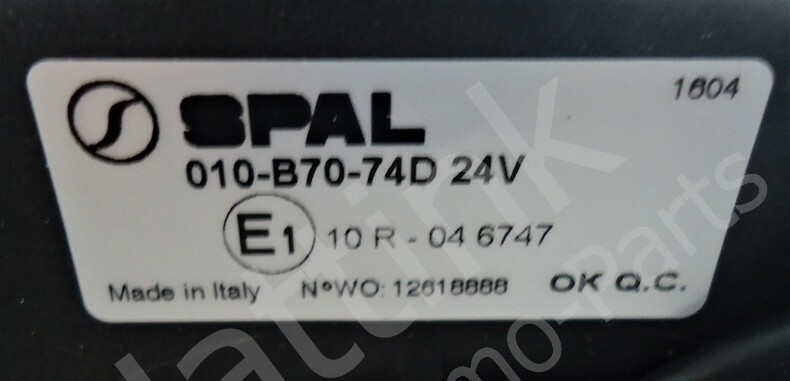 1604
SPAL
010-B70-74D 24V
E1 10 R - 04 6747
Made in Italy N°WO: 12618888 OK Q.C.